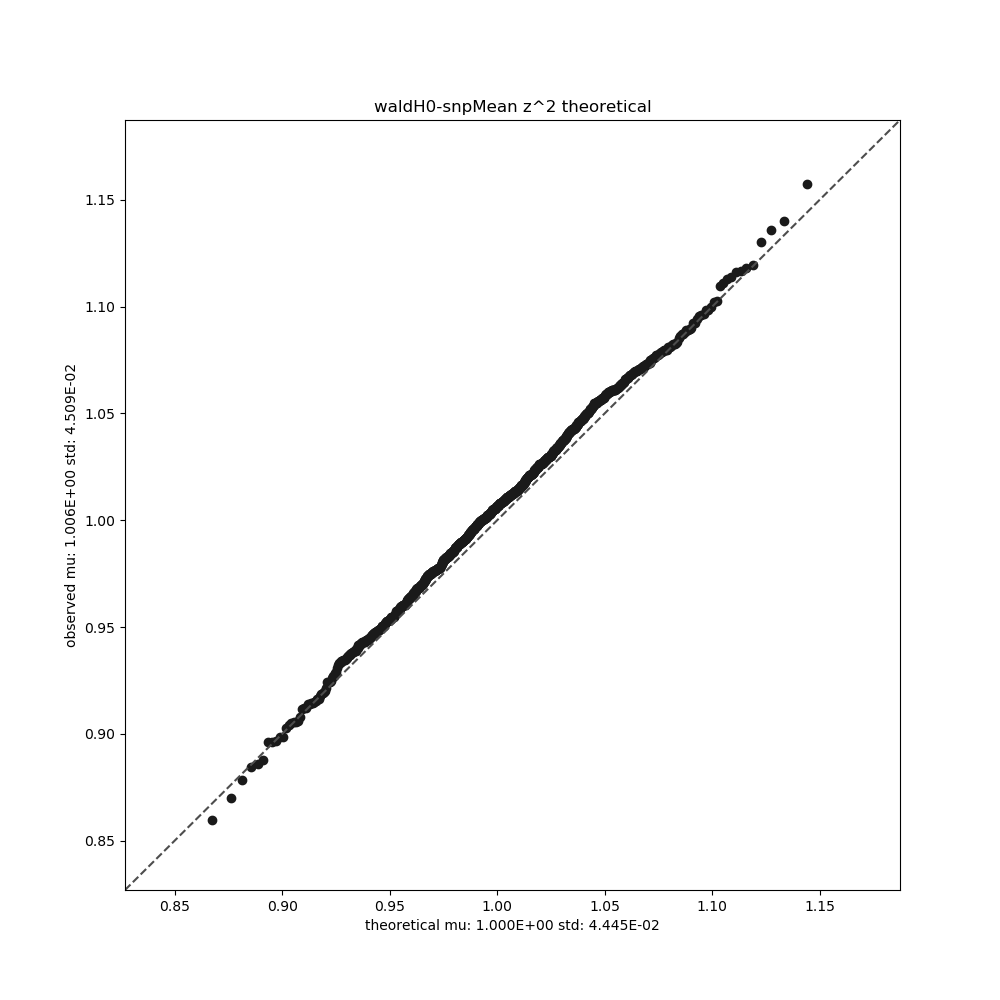 waldH0-snpMean z^2 theoretical
1.15
1.10
1.05
1.00
0.95
0.90
0.85
observed mu: 1.006E+00 std: 4.509E-02
0.85 0.90 0.95 1.00 1.05 1.10 1.15
theoretical mu: 1.000E+00 std: 4.445E-02